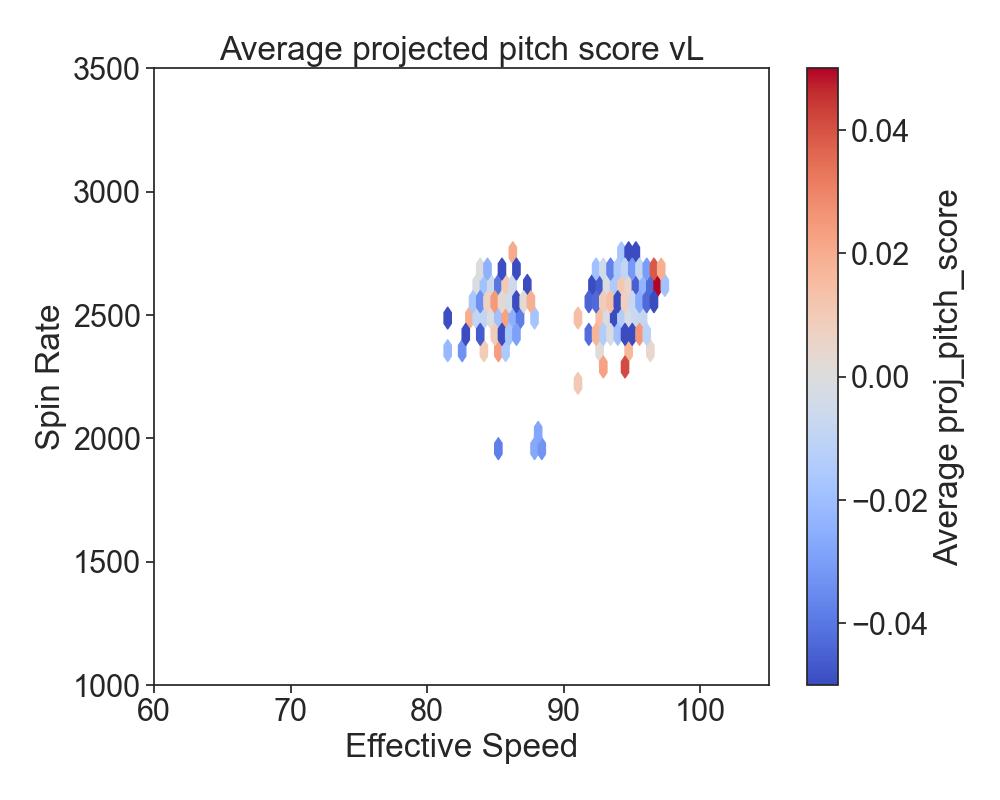 Average projected pitch score vL
3500
3000
2500
2000
1500
1000
Spin Rate
60 70 80 90 100
Effective Speed
0.04
0.02
0.00
−0.02
−0.04
Average proj_pitch_score